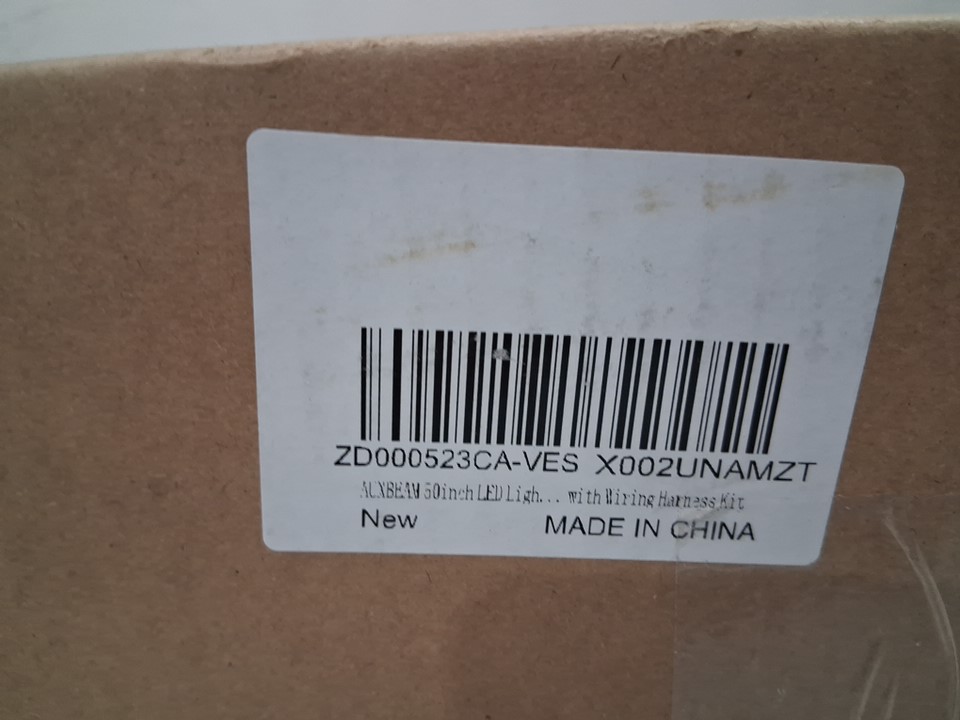 ZD000523CA-VES X002UNAMZT
AUXBEAM 50inch LED Ligh... with Wiring Harness Kit
New MADE IN CHINA